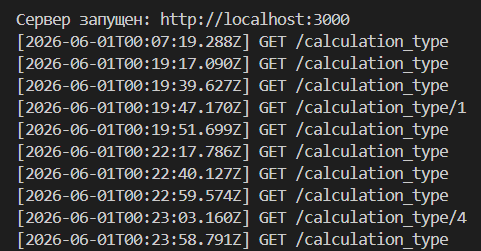 Сервер запущен: http://localhost:3000
[2026-06-01T00:07:19.288Z] GET /calculation_type
[2026-06-01T00:19:17.090Z] GET /calculation_type
[2026-06-01T00:19:39.627Z] GET /calculation_type
[2026-06-01T00:19:47.170Z] GET /calculation_type/1
[2026-06-01T00:19:51.699Z] GET /calculation_type
[2026-06-01T00:22:17.786Z] GET /calculation_type
[2026-06-01T00:22:40.127Z] GET /calculation_type
[2026-06-01T00:22:59.574Z] GET /calculation_type
[2026-06-01T00:23:03.160Z] GET /calculation_type/4
[2026-06-01T00:23:58.791Z] GET /calculation_type